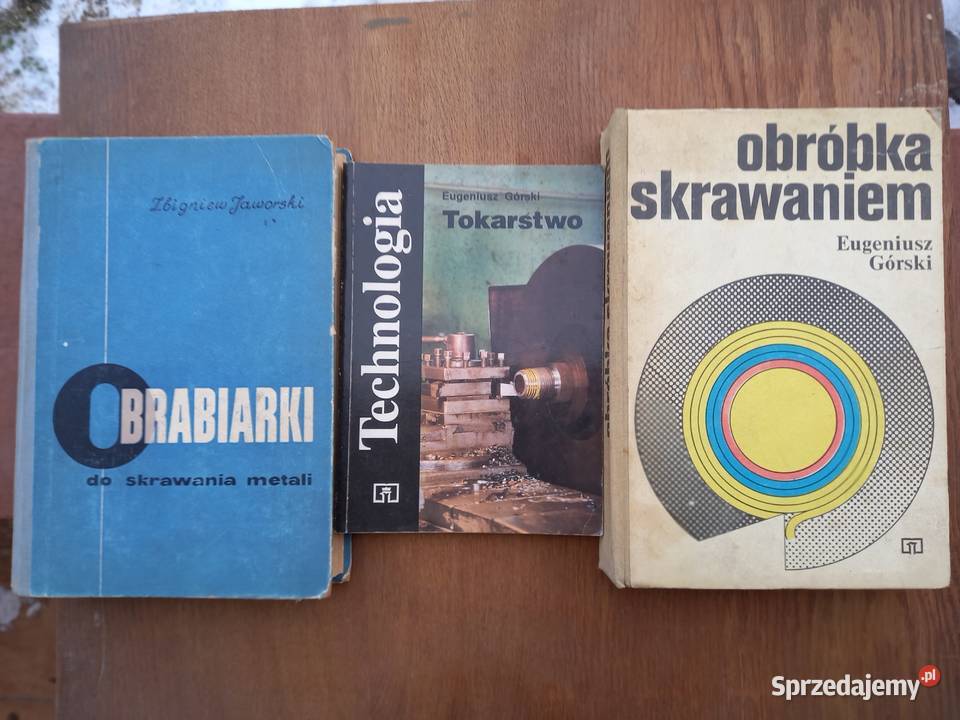 Zbigniew Jaworski
OBRABIARKI
do skrawania metali
Technologia
Eugeniusz Górski
Tokarstwo
obróbka
skrawaniem
Eugeniusz
Górski
Sprzedajemy.pl